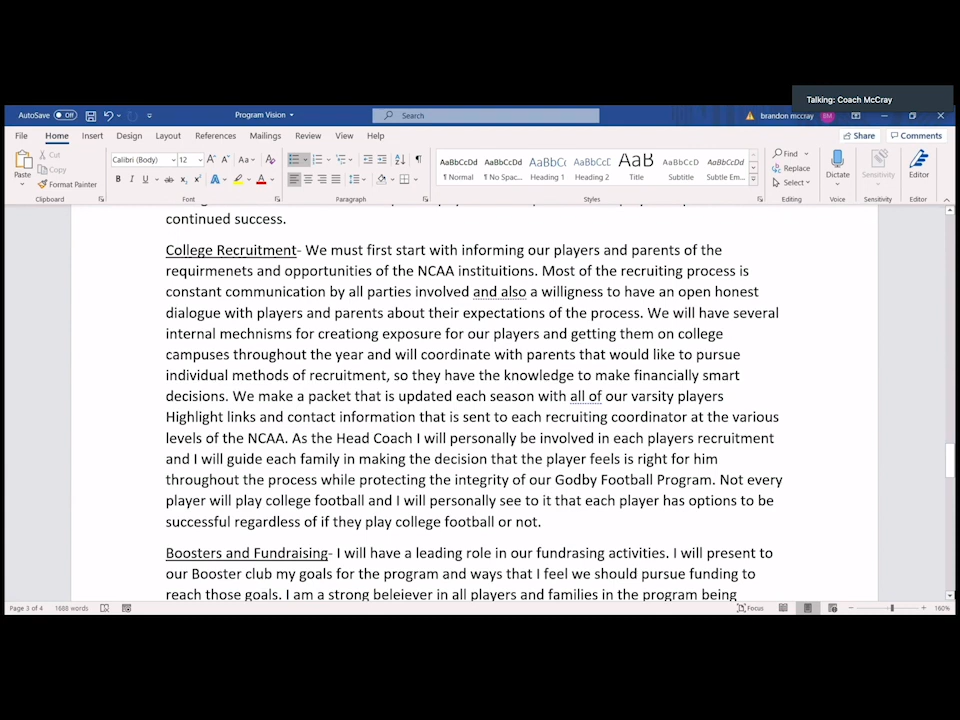 Talking: Coach McCray
AutoSave Off Program Vision Search brandon mccray BM
File Home Insert Design Layout References Mailings Review View Help Share Comments
Paste Cut Copy Format Painter Clipboard
Calibri (Body) 12 Font
Paragraph
AaBbCcDd AaBbCcDd AaBbCc AaBbCcC AaB AaBbCcD AaBbCcDd
1 Normal 1 No Spac... Heading 1 Heading 2 Title Subtitle Subtle Em...
Styles
Find Replace Select Editing
Dictate Voice
Sensitivity Sensitivity
Editor Editor
continued success.
College Recruitment- We must first start with informing our players and parents of the
requirmenets and opportunities of the NCAA instituitions. Most of the recruiting process is
constant communication by all parties involved and also a willigness to have an open honest
dialogue with players and parents about their expectations of the process. We will have several
internal mechnisms for creationg exposure for our players and getting them on college
campuses throughout the year and will coordinate with parents that would like to pursue
individual methods of recruitment, so they have the knowledge to make financially smart
decisions. We make a packet that is updated each season with all of our varsity players
Highlight links and contact information that is sent to each recruiting coordinator at the various
levels of the NCAA. As the Head Coach I will personally be involved in each players recruitment
and I will guide each family in making the decision that the player feels is right for him
throughout the process while protecting the integrity of our Godby Football Program. Not every
player will play college football and I will personally see to it that each player has options to be
successful regardless of if they play college football or not.
Boosters and Fundraising- I will have a leading role in our fundrasing activities. I will present to
our Booster club my goals for the program and ways that I feel we should pursue funding to
reach those goals. I am a strong beleiever in all players and families in the program being
Page 3 of 4 1688 words Focus 160%